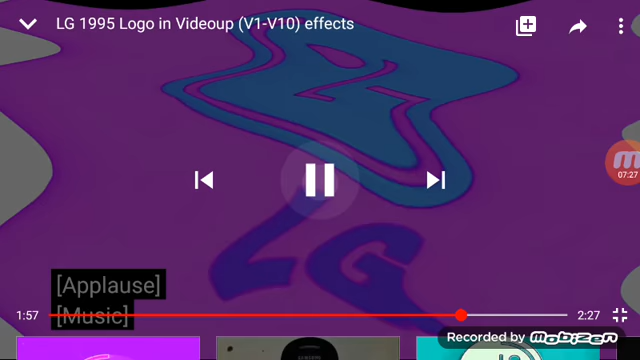 LG 1995 Logo in Videoup (V1-V10) effects
07:27
LG
[Applause]
[Music]
1:57
2:27
Recorded by Mobizen